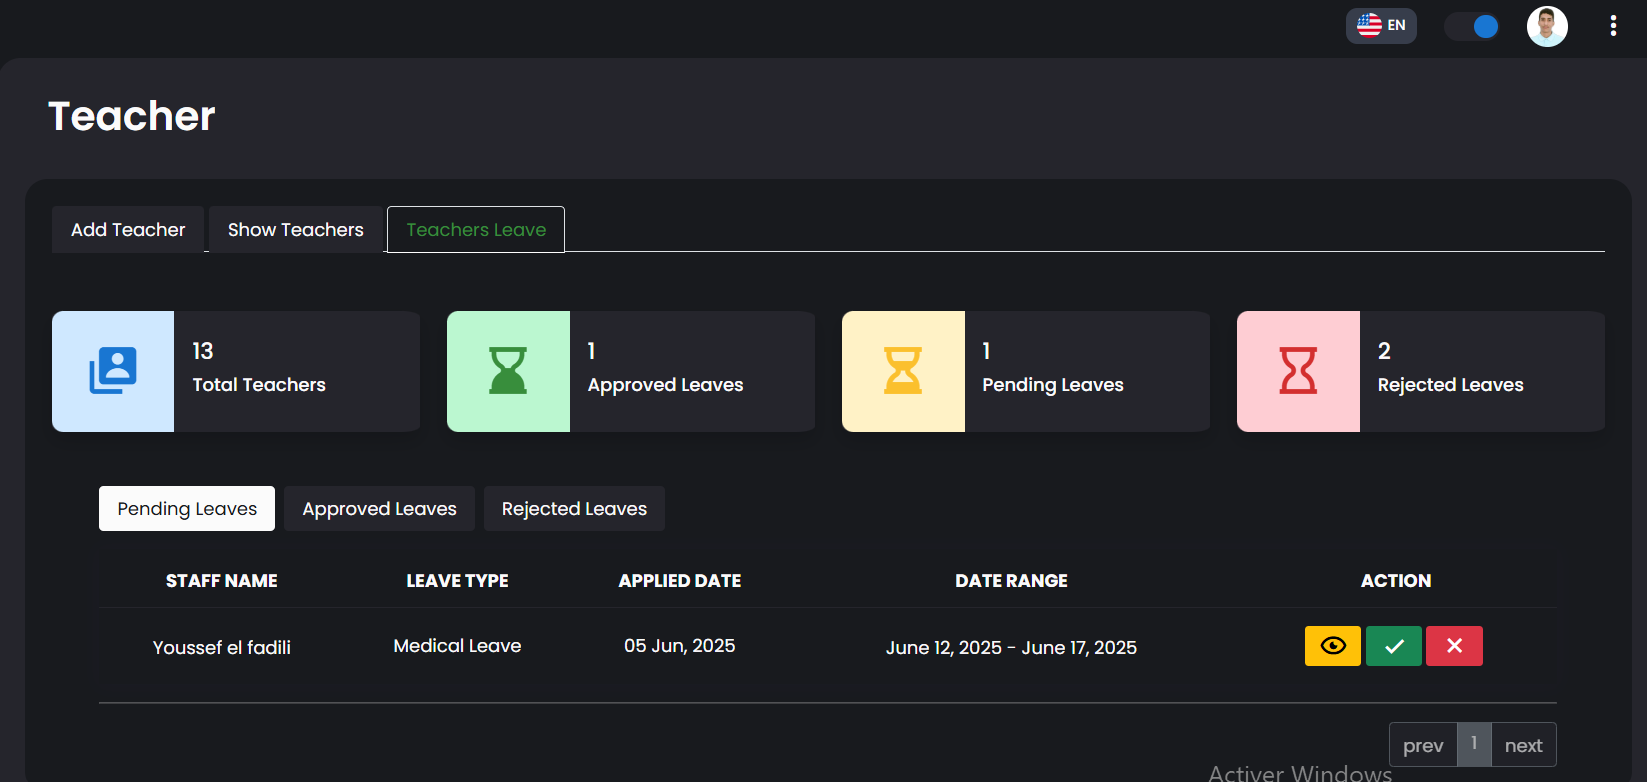 EN
Teacher
Add Teacher Show Teachers Teachers Leave
13
Total Teachers
1
Approved Leaves
1
Pending Leaves
2
Rejected Leaves
Pending Leaves Approved Leaves Rejected Leaves
STAFF NAME LEAVE TYPE APPLIED DATE DATE RANGE ACTION
Youssef el fadili Medical Leave 05 Jun, 2025 June 12, 2025 - June 17, 2025
prev 1 next
Activer Windows